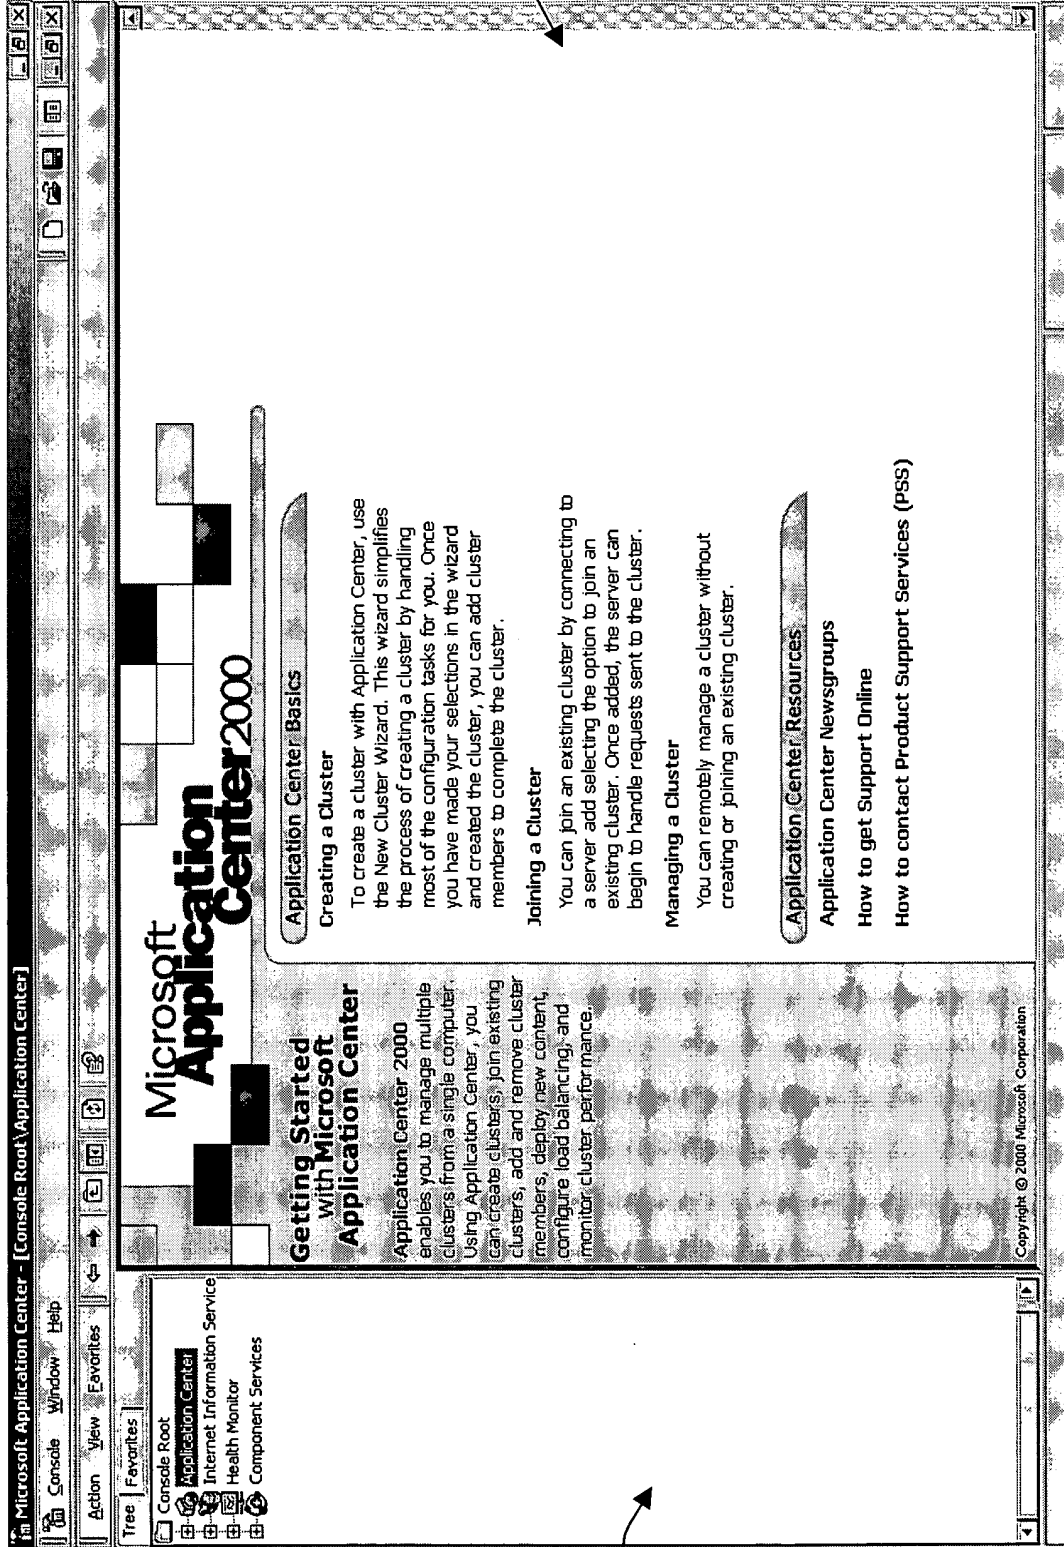 Microsoft Application Center - [Console Root\Application Center]
Console Window Help
Action View Favorites
Tree Favorites
Console Root
Application Center
Internet Information Service
Health Monitor
Component Services
Microsoft
Application
Center2000
Getting Started
with Microsoft
Application Center
Application Center 2000
enables you to manage multiple
clusters from a single computer.
Using Application Center, you
can create clusters, join existing
clusters, add and remove cluster
members, deploy new content,
configure load balancing, and
monitor cluster performance.
Copyright © 2000 Microsoft Corporation
Application Center Basics
Creating a Cluster
To create a cluster with Application Center, use
the New Cluster Wizard. This wizard simplifies
the process of creating a cluster by handling
most of the configuration tasks for you. Once
you have made your selections in the wizard
and created the cluster, you can add cluster
members to complete the cluster.
Joining a Cluster
You can join an existing cluster by connecting to
a server add selecting the option to join an
existing cluster. Once added, the server can
begin to handle requests sent to the cluster.
Managing a Cluster
You can remotely manage a cluster without
creating or joining an existing cluster.
Application Center Resources
Application Center Newsgroups
How to get Support Online
How to contact Product Support Services (PSS)